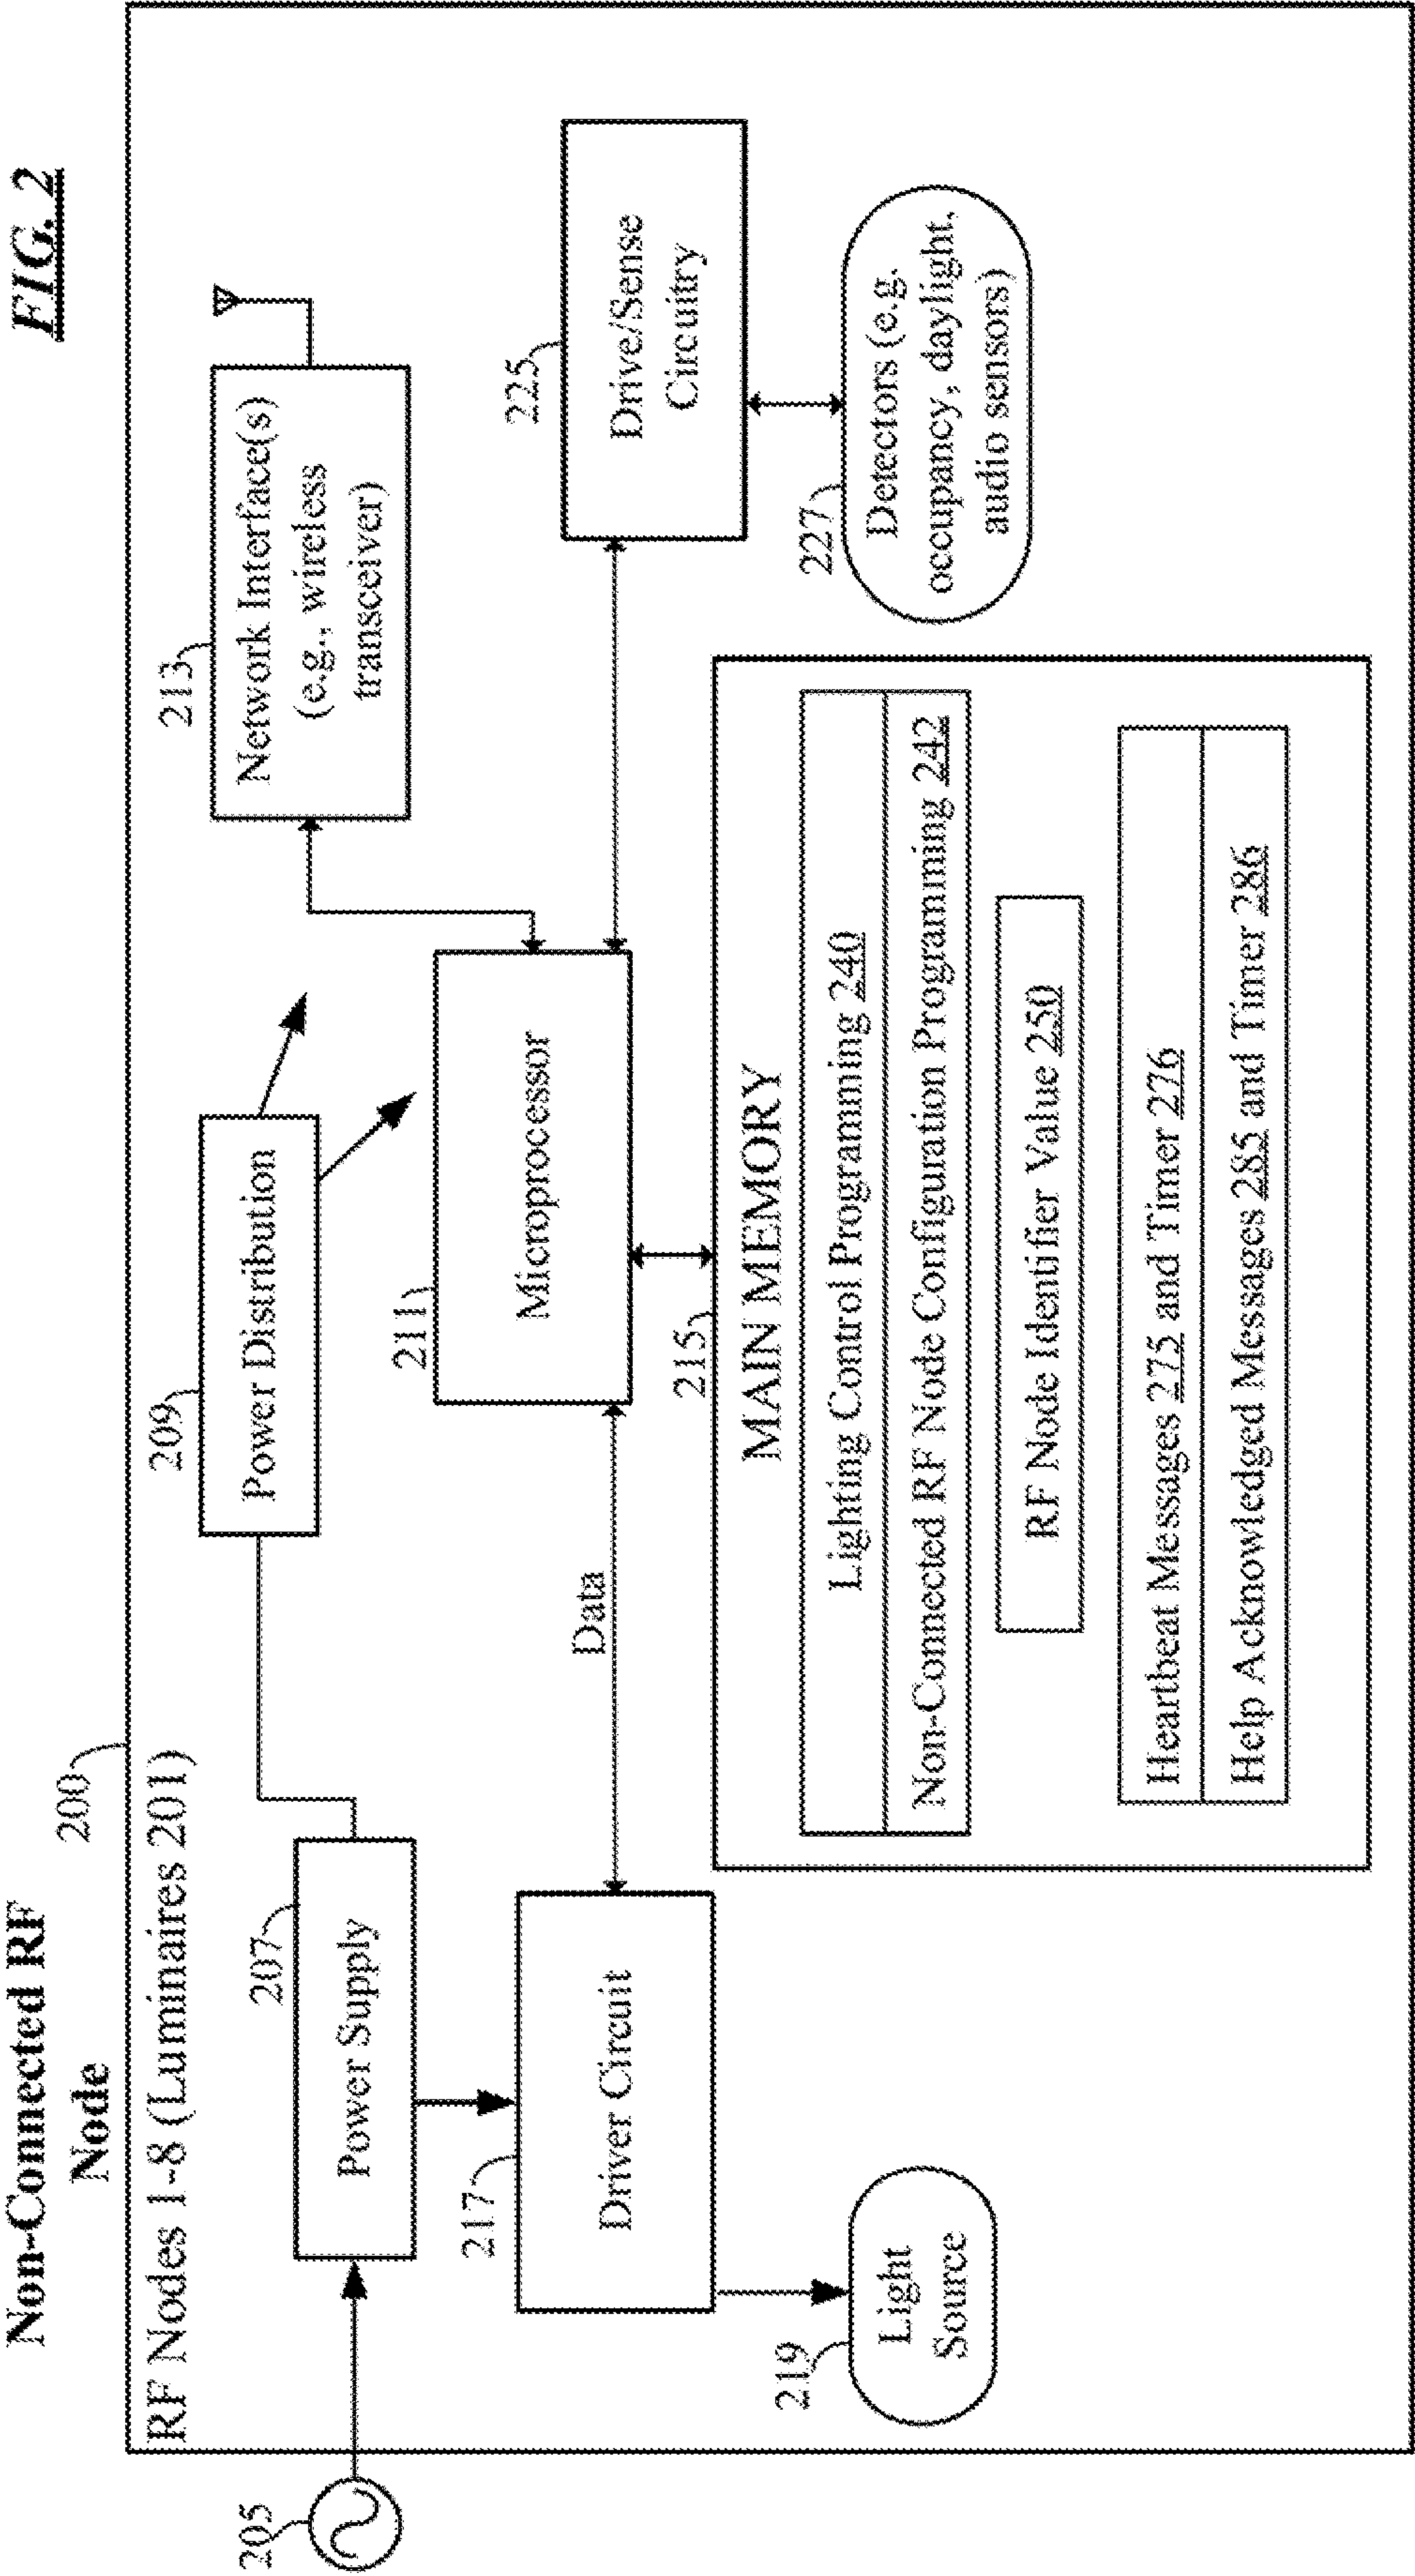 FIG. 2
Non-Connected RF
Node
200
RF Nodes 1-8 (Luminaires 201)
205
207
Power Supply
209
Power Distribution
213
Network Interface(s)
(e.g., wireless
transceiver)
211
Microprocessor
225
Drive/Sense
Circuitry
217
Driver Circuit
Data
227
Detectors (e.g.
occupancy, daylight,
audio sensors)
219
Light
Source
215
MAIN MEMORY
Lighting Control Programming 240
Non-Connected RF Node Configuration Programming 242
RF Node Identifier Value 250
Heartbeat Messages 275 and Timer 276
Help Acknowledged Messages 285 and Timer 286